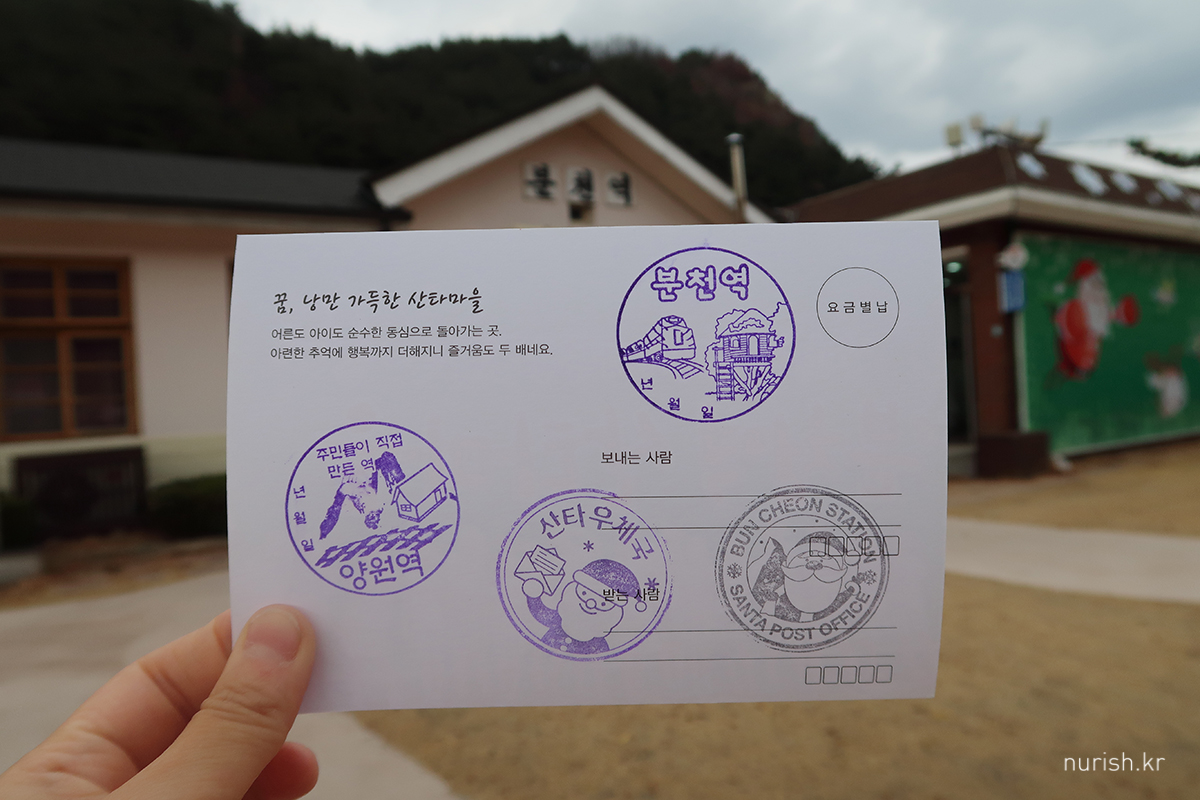 분천역
꿈, 낭만 가득한 산타마을
어른도 아이도 순수한 동심으로 돌아가는 곳.
아련한 추억에 행복까지 더해지니 즐거움도 두 배네요.
분천역
년 월 일
요금별납
주민들이 직접
만든 역
년 월 일
양원역
보내는 사람
산타우체국
받는 사람
BUN CHEON STATION
SANTA POST OFFICE
nurish.kr